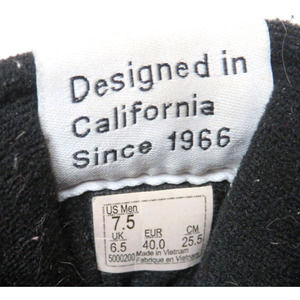 Designed in
California
Since 1966
US Men
7.5
UK EUR CM
6.5 40.0 25.5
5000200 Made in Vietnam
Fabrique en Vietnam